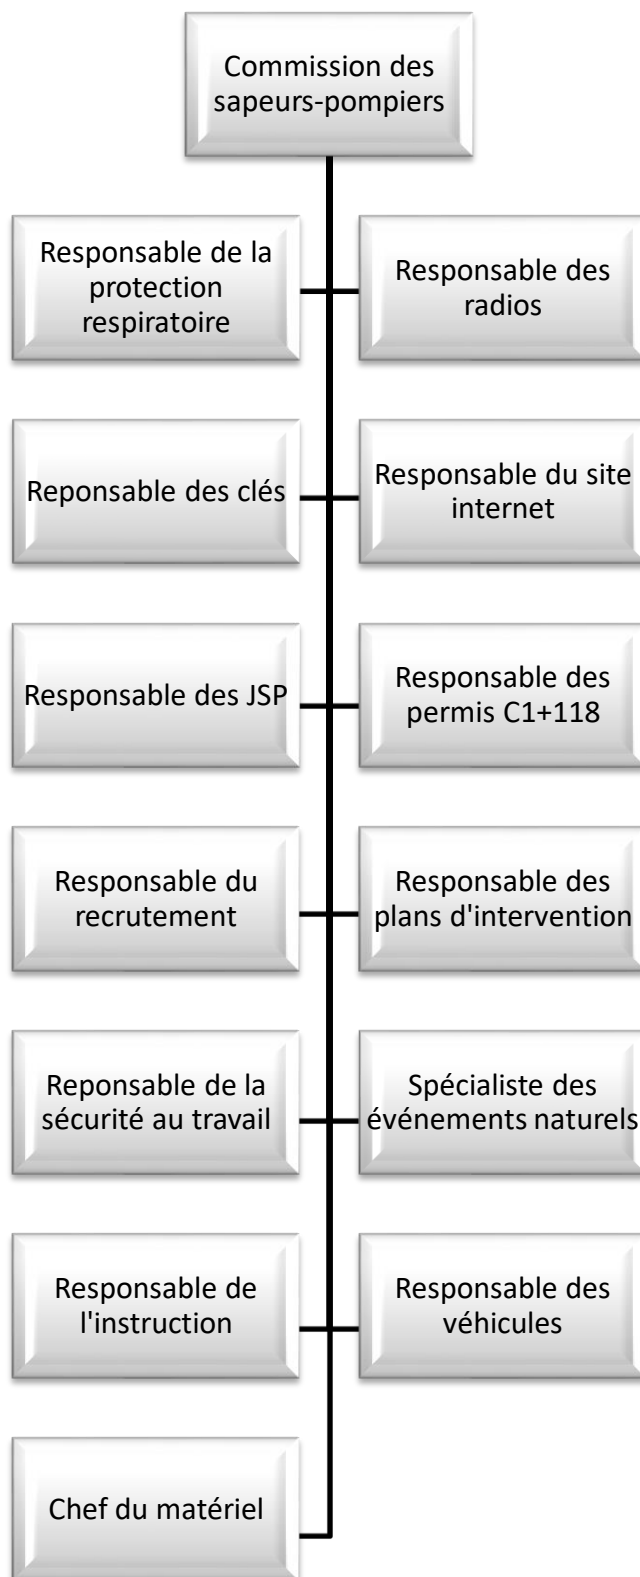 Commission des
sapeurs-pompiers
Responsable de la
protection
respiratoire
Responsable des
radios
Reponsable des clés
Responsable du site
internet
Responsable des JSP
Responsable des
permis C1+118
Responsable du
recrutement
Responsable des
plans d'intervention
Reponsable de la
sécurité au travail
Spécialiste des
événements naturels
Responsable de
l'instruction
Responsable des
véhicules
Chef du matériel